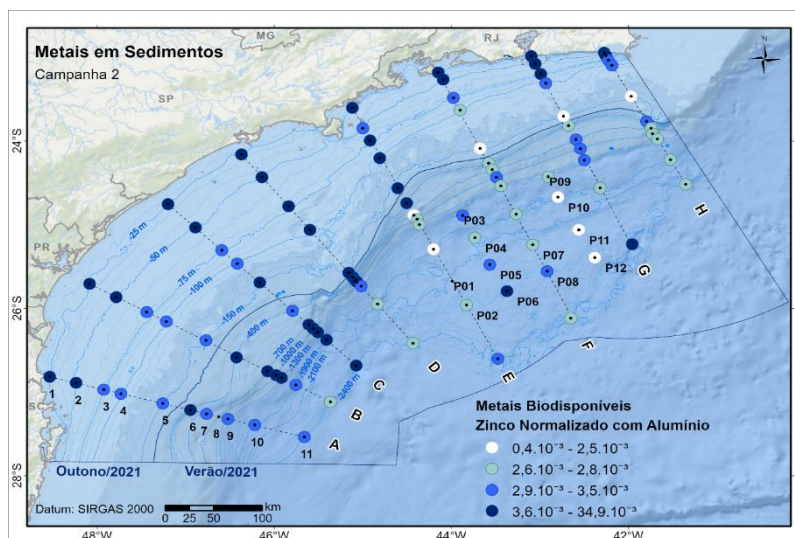 Metais em Sedimentos
Campanha 2
MG
RJ
SP
PR
SC
24°S
26°S
28°S
24°S
26°S
28°S
-25 m
-50 m
-75 m
-100 m
-150 m
-400 m
-700 m
-1000 m
-1300 m
-1900 m
-2100 m
-2400 m
P09
P10
P03
P04
P11
P07
P12
P05
P08
P01
P06
P02
H
G
F
E
D
C
B
A
1
2
3
4
5
6
7
8
9
10
11
Outono/2021
Verão/2021
Metais Biodisponíveis
Zinco Normalizado com Alumínio
0,4.10⁻³ - 2,5.10⁻³
2,6.10⁻³ - 2,8.10⁻³
2,9.10⁻³ - 3,5.10⁻³
3,6.10⁻³ - 34,9.10⁻³
Datum: SIRGAS 2000
km
0 25 50 100
48°W
46°W
44°W
42°W